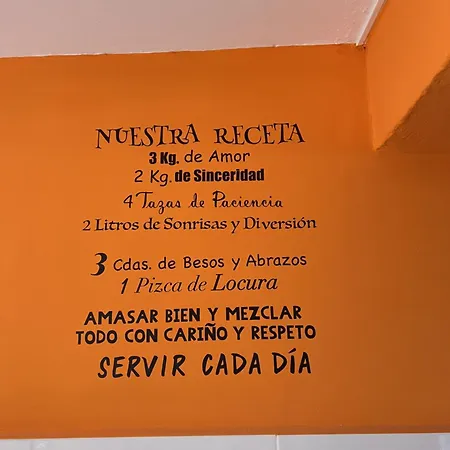 NUESTRA RECETA
3 Kg. de Amor
2 Kg. de Sinceridad
4 Tazas de Paciencia
2 Litros de Sonrisas y Diversión
3 Cdas. de Besos y Abrazos
1 Pizca de Locura
AMASAR BIEN Y MEZCLAR
TODO CON CARIÑO Y RESPETO
SERVIR CADA DÍA